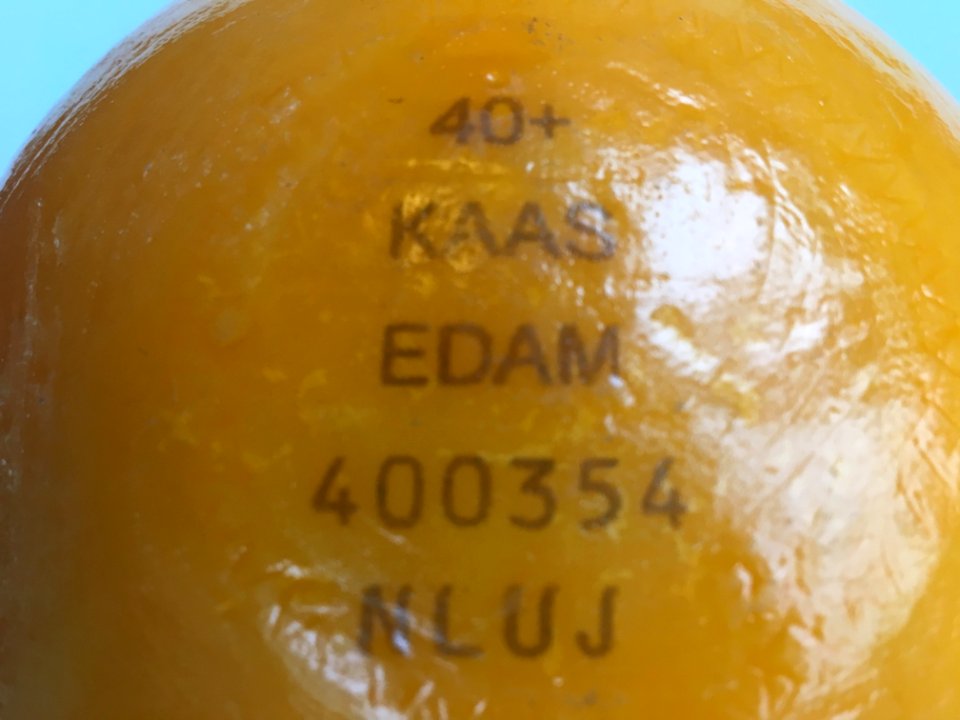 40+
KAAS
EDAM
400354
NLUJ